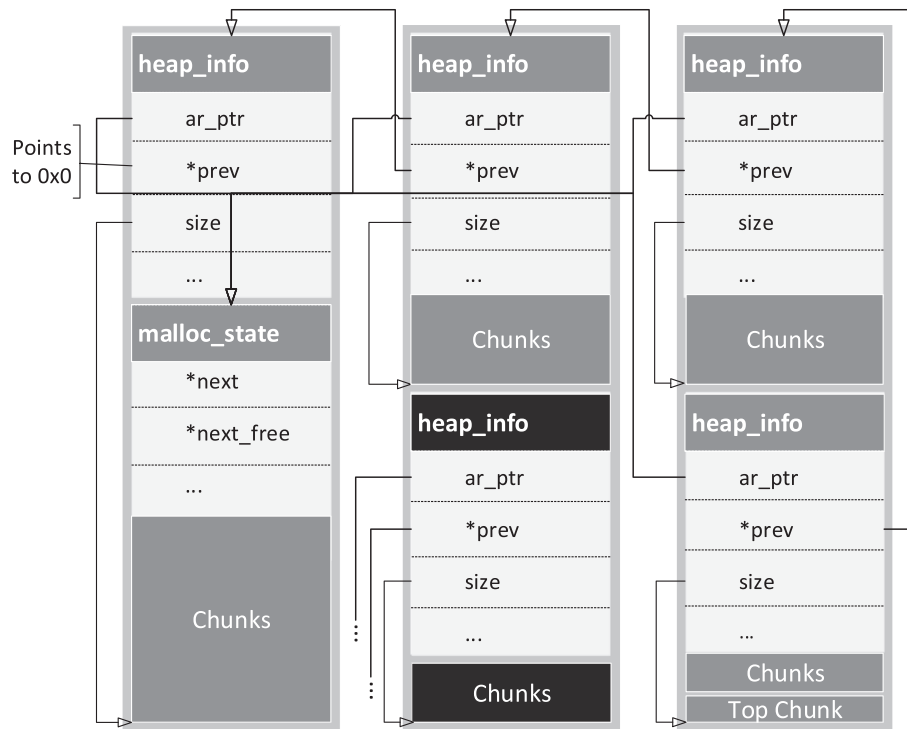 heap_info
ar_ptr
Points
to 0x0
*prev
size
...
malloc_state
*next
*next_free
...
Chunks
heap_info
ar_ptr
*prev
size
...
Chunks
heap_info
ar_ptr
*prev
size
...
Chunks
...
...
heap_info
ar_ptr
*prev
size
...
Chunks
heap_info
ar_ptr
*prev
size
...
Chunks
Top Chunk